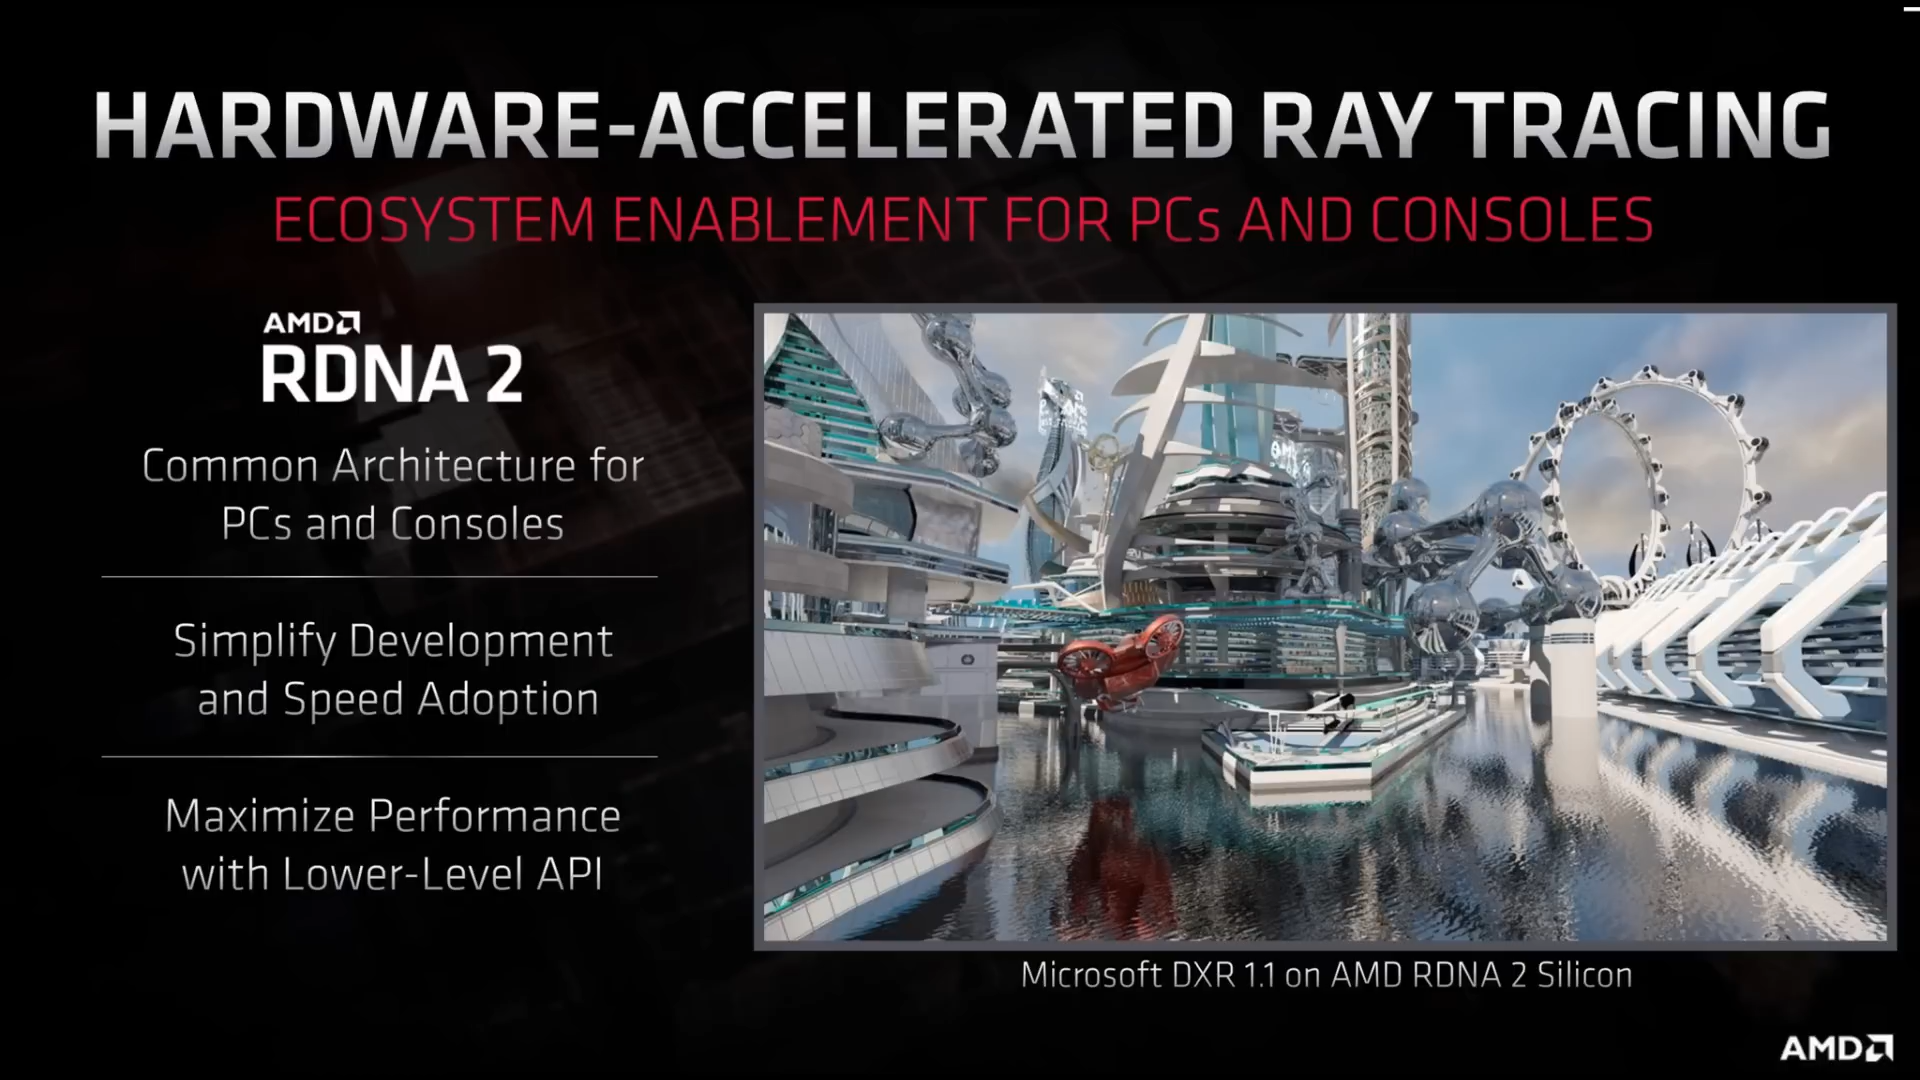 HARDWARE-ACCELERATED RAY TRACING
ECOSYSTEM ENABLEMENT FOR PCs AND CONSOLES
AMD
RDNA 2
Common Architecture for
PCs and Consoles
Simplify Development
and Speed Adoption
Maximize Performance
with Lower-Level API
Microsoft DXR 1.1 on AMD RDNA 2 Silicon
AMD